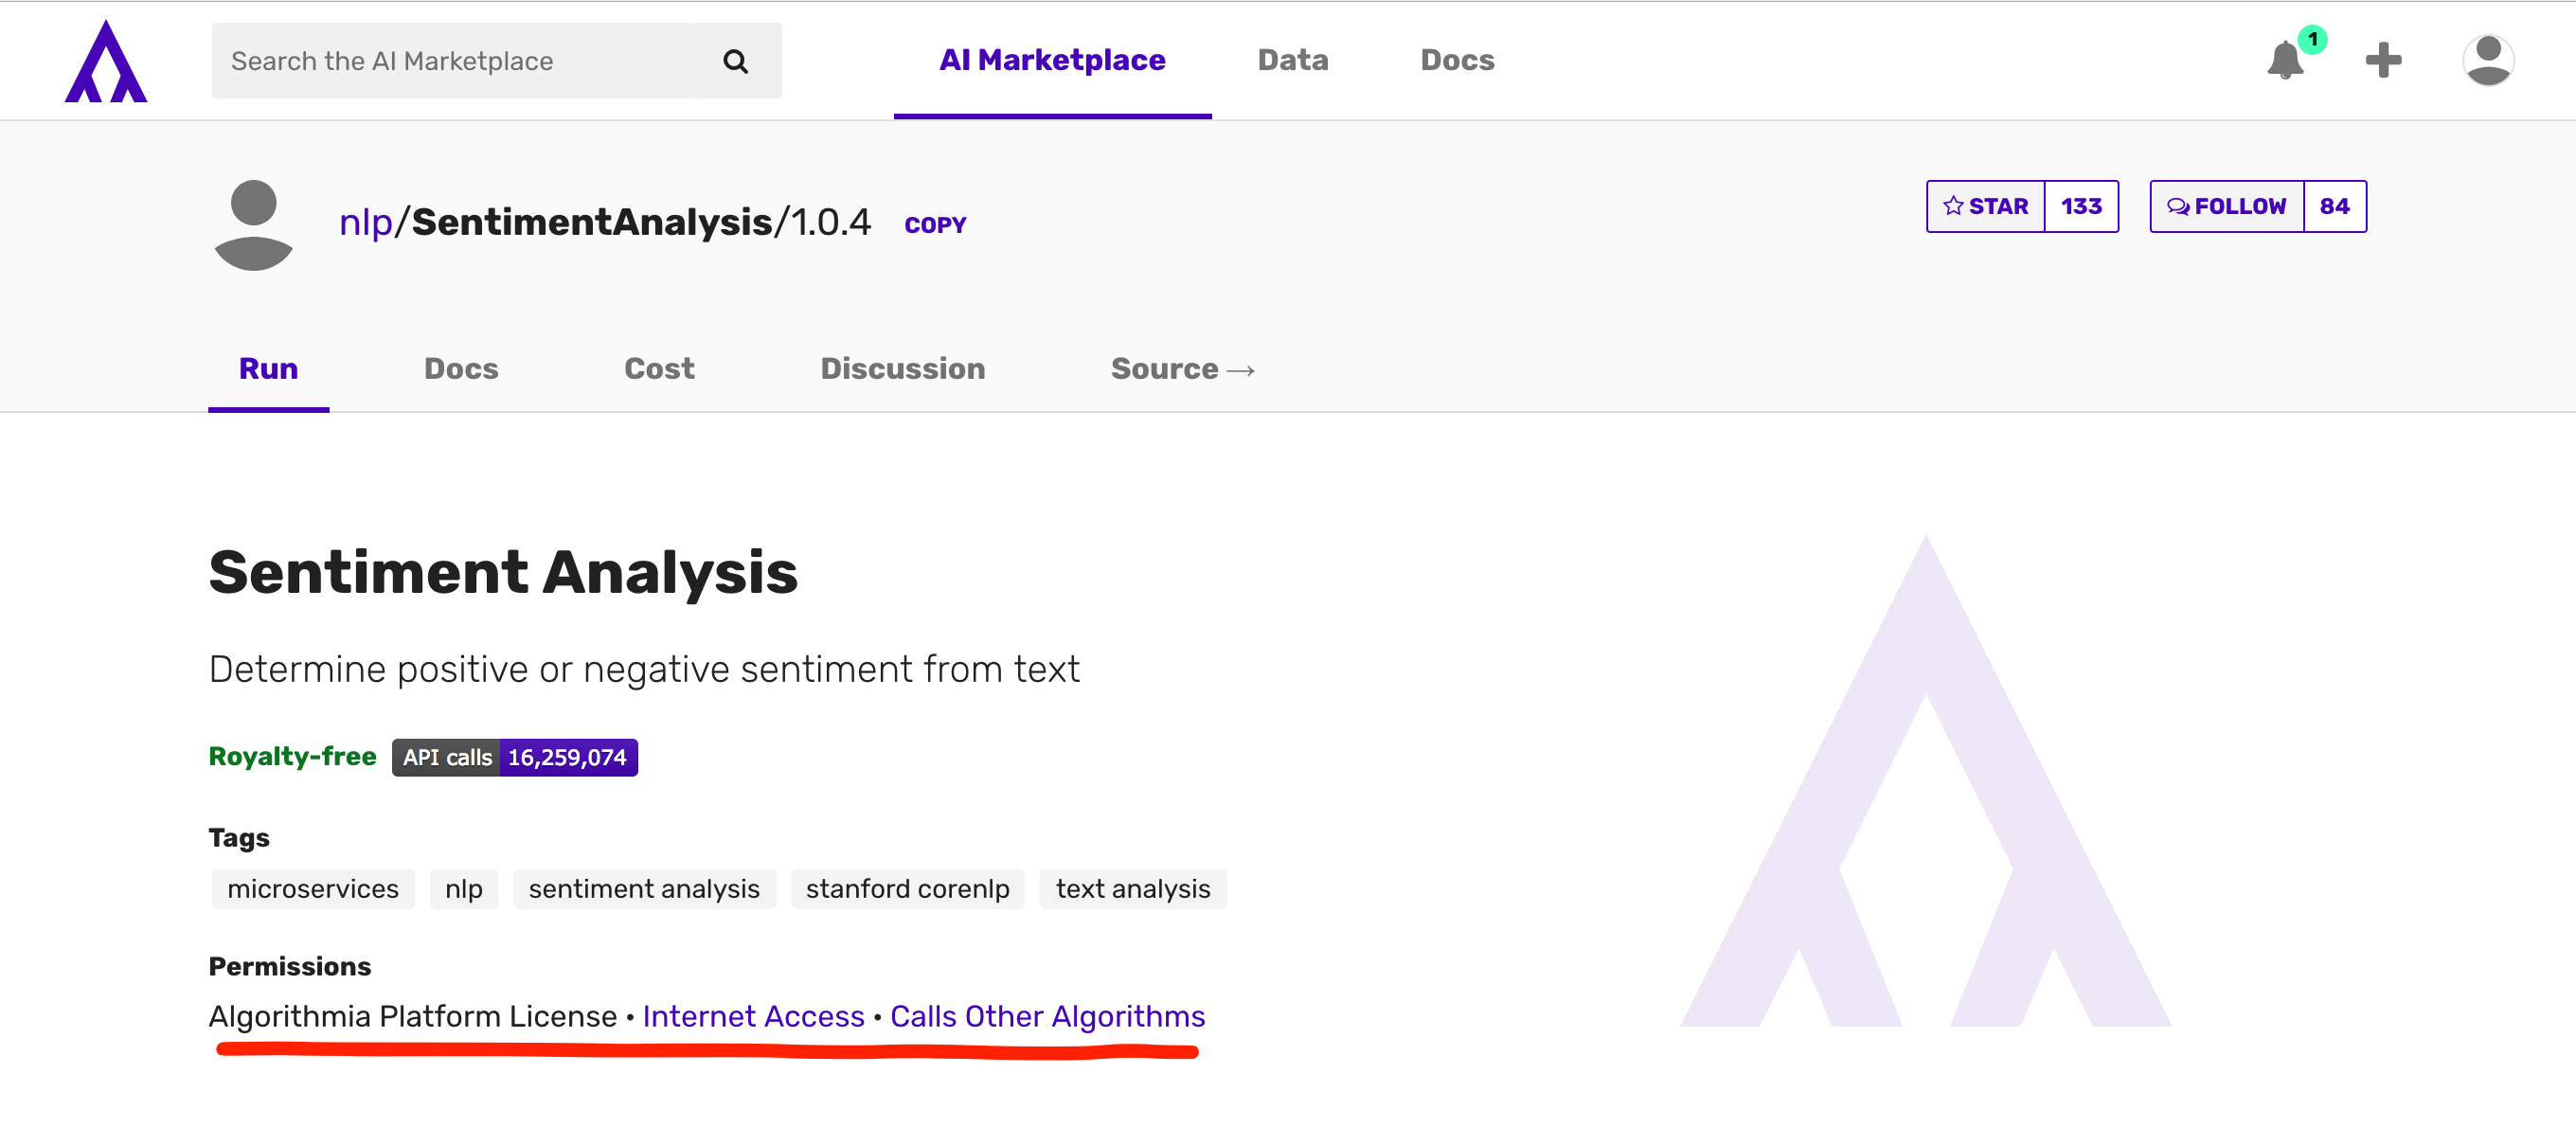 Search the AI Marketplace
AI Marketplace Data Docs
1
nlp/SentimentAnalysis/1.0.4 COPY
STAR 133 FOLLOW 84
Run Docs Cost Discussion Source →
Sentiment Analysis
Determine positive or negative sentiment from text
Royalty-free API calls 16,259,074
Tags
microservices nlp sentiment analysis stanford corenlp text analysis
Permissions
Algorithmia Platform License • Internet Access • Calls Other Algorithms